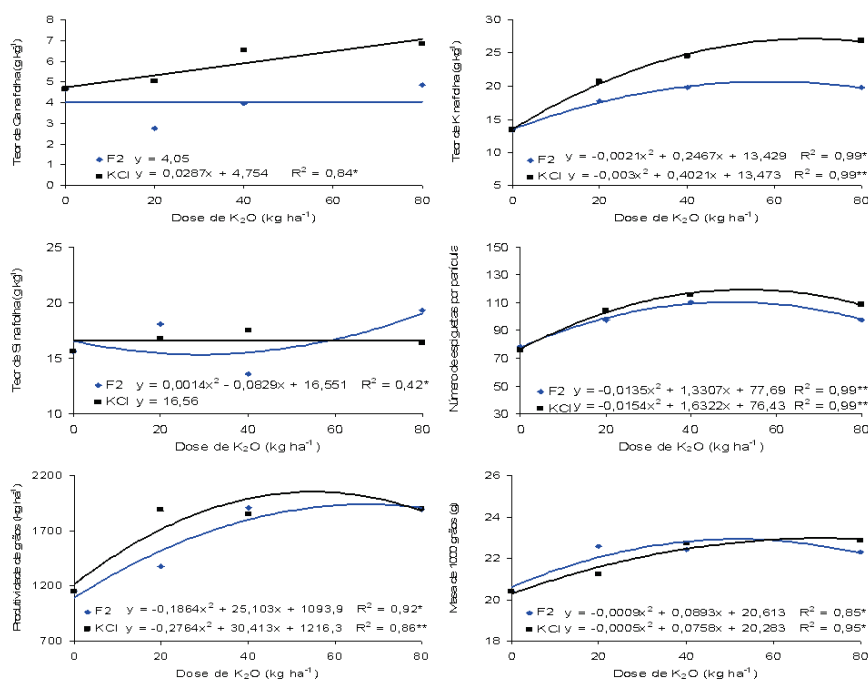 Teor de Ca na folha (g kg⁻¹)
8
7
6
5
4
3
2
1
0
F2 y = 4,05
KCl y = 0,0287x + 4,754 R² = 0,84*
0 20 40 60 80
Dose de K₂O (kg ha⁻¹)
Teor de K na folha (g kg⁻¹)
30
25
20
15
10
5
0
F2 y = -0,0021x² + 0,2467x + 13,429 R² = 0,99*
KCl y = -0,003x² + 0,4021x + 13,473 R² = 0,99**
0 20 40 60 80
Dose de K₂O (kg ha⁻¹)
Teor de Si na folha (g kg⁻¹)
25
20
15
10
F2 y = 0,0014x² - 0,0829x + 16,551 R² = 0,42*
KCl y = 16,56
0 20 40 60 80
Dose de K₂O (kg ha⁻¹)
Número de espiguetas por panícula
150
130
110
90
70
50
30
F2 y = -0,0135x² + 1,3307x + 77,69 R² = 0,99**
KCl y = -0,0154x² + 1,6322x + 76,43 R² = 0,99**
0 20 40 60 80
Dose de K₂O (kg ha⁻¹)
Produtividade de grãos (kg ha⁻¹)
2200
1700
1200
700
F2 y = -0,1864x² + 25,103x + 1093,9 R² = 0,92*
KCl y = -0,2764x² + 30,413x + 1216,3 R² = 0,86**
0 20 40 60 80
Dose de K₂O (kg ha⁻¹)
Massa de 1000 grãos (g)
26
24
22
20
18
F2 y = -0,0009x² + 0,0893x + 20,613 R² = 0,85*
KCl y = -0,0005x² + 0,0758x + 20,283 R² = 0,95*
0 20 40 60 80
Dose de K₂O (kg ha⁻¹)